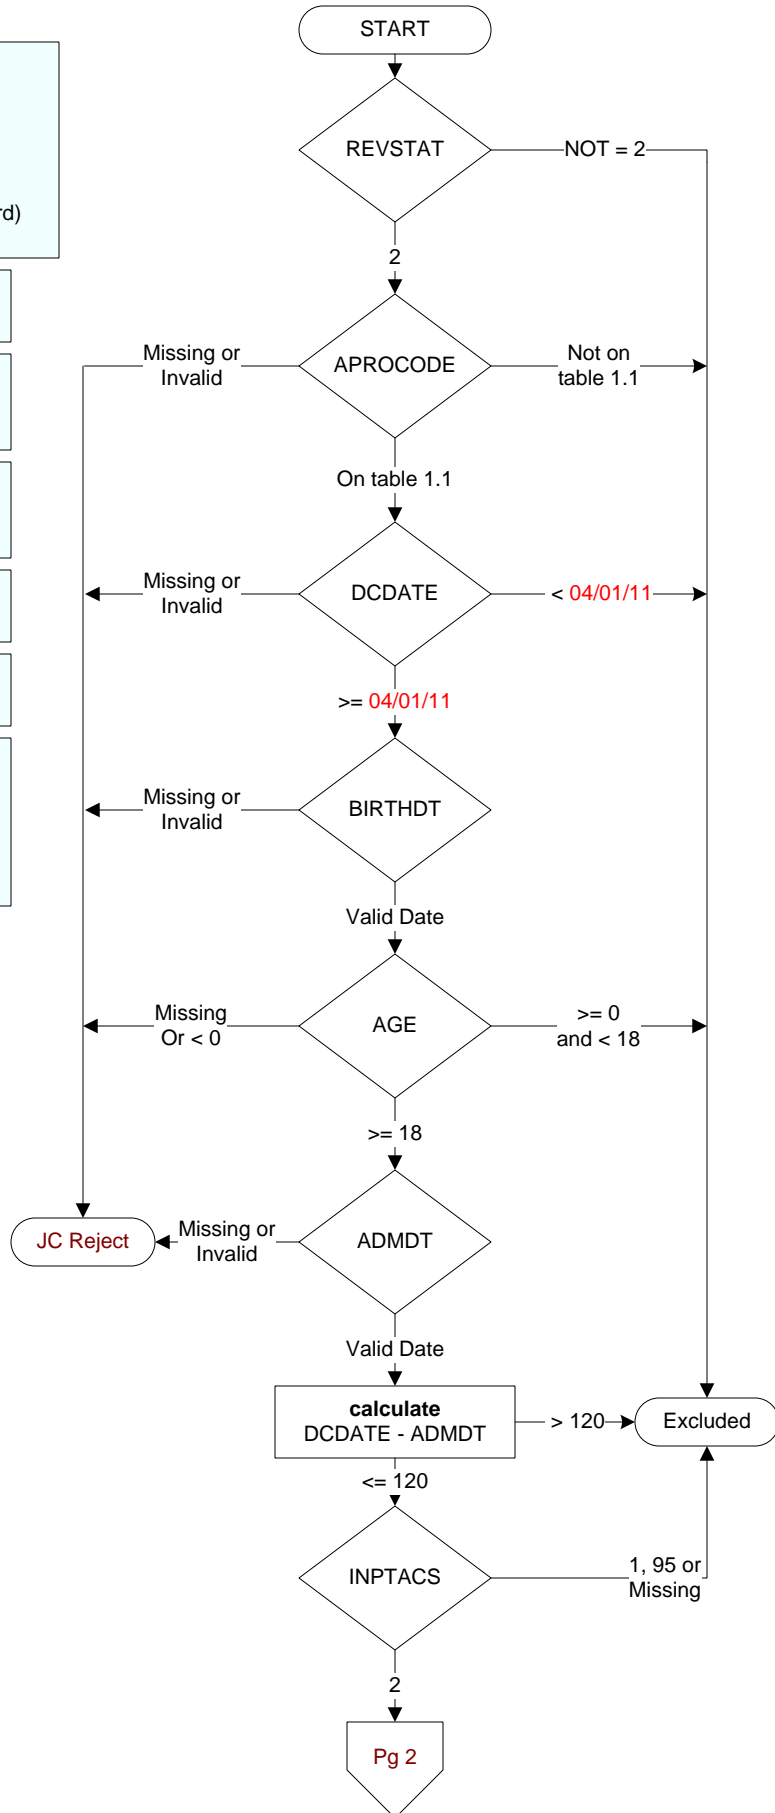 START
REVSTAT
NOT = 2
rd)
2
Missing or
Invalid
APROCODE
Not on
table 1.1
On table 1.1
Missing or
Invalid
DCDATE
< 04/01/11
>= 04/01/11
Missing or
Invalid
BIRTHDT
Valid Date
Missing
Or < 0
AGE
>= 0
and < 18
>= 18
JC Reject
Missing or
Invalid
ADMDT
Valid Date
calculate
DCDATE - ADMDT
> 120
Excluded
<= 120
INPTACS
1, 95 or
Missing
2
Pg 2